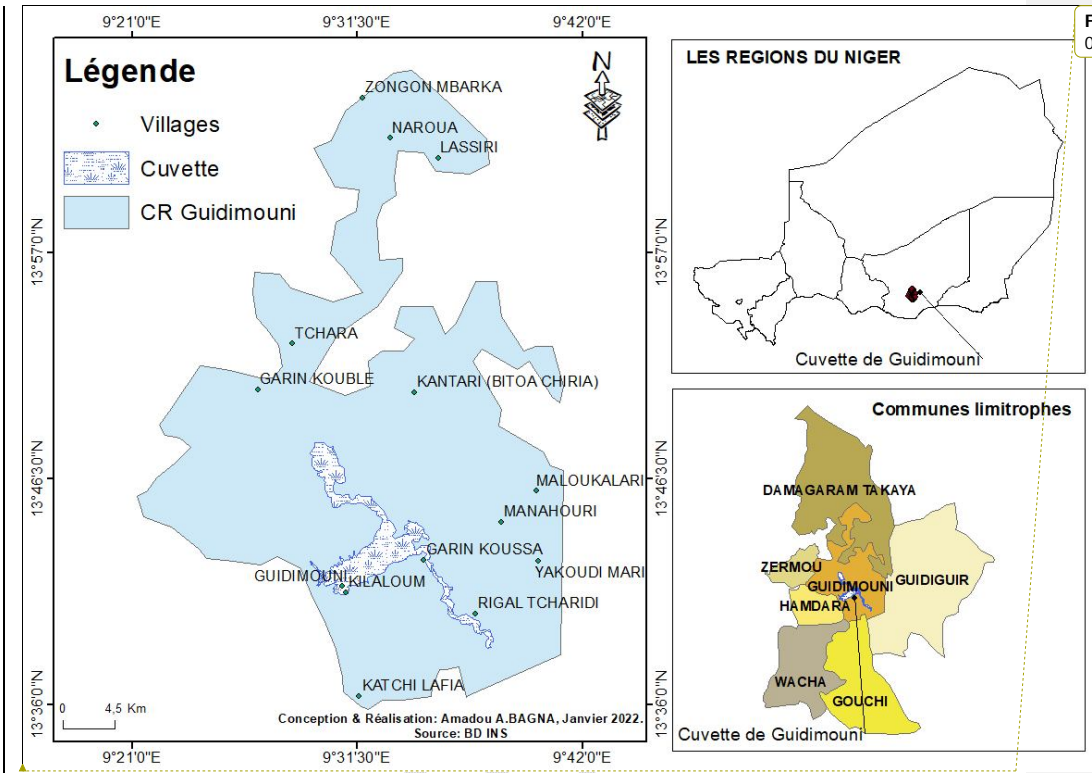 9°21'0"E
9°31'30"E
9°42'0"E
Légende
Villages
Cuvette
CR Guidimouni
N
ZONGON MBARKA
NAROUA
LASSIRI
13°57'0"N
13°57'0"N
TCHARA
GARIN KOUBLE
KANTARI (BITOA CHIRIA)
13°46'30"N
13°46'30"N
MALOUKALARI
MANAHOURI
GARIN KOUSSA
YAKOUDI MARI
GUIDIMOUNI
KILALOUM
RIGAL TCHARIDI
KATCHI LAFIA
13°36'0"N
13°36'0"N
0 4,5 Km
Conception & Réalisation: Amadou A.BAGNA, Janvier 2022.
Source: BD INS
9°21'0"E
9°31'30"E
9°42'0"E
LES REGIONS DU NIGER
Cuvette de Guidimouni
Communes limitrophes
DAMAGARAM TAKAYA
ZERMOU
GUIDIMOUNI
GUIDIGUIR
HAMDARA
WACHA
GOUCHI
Cuvette de Guidimouni